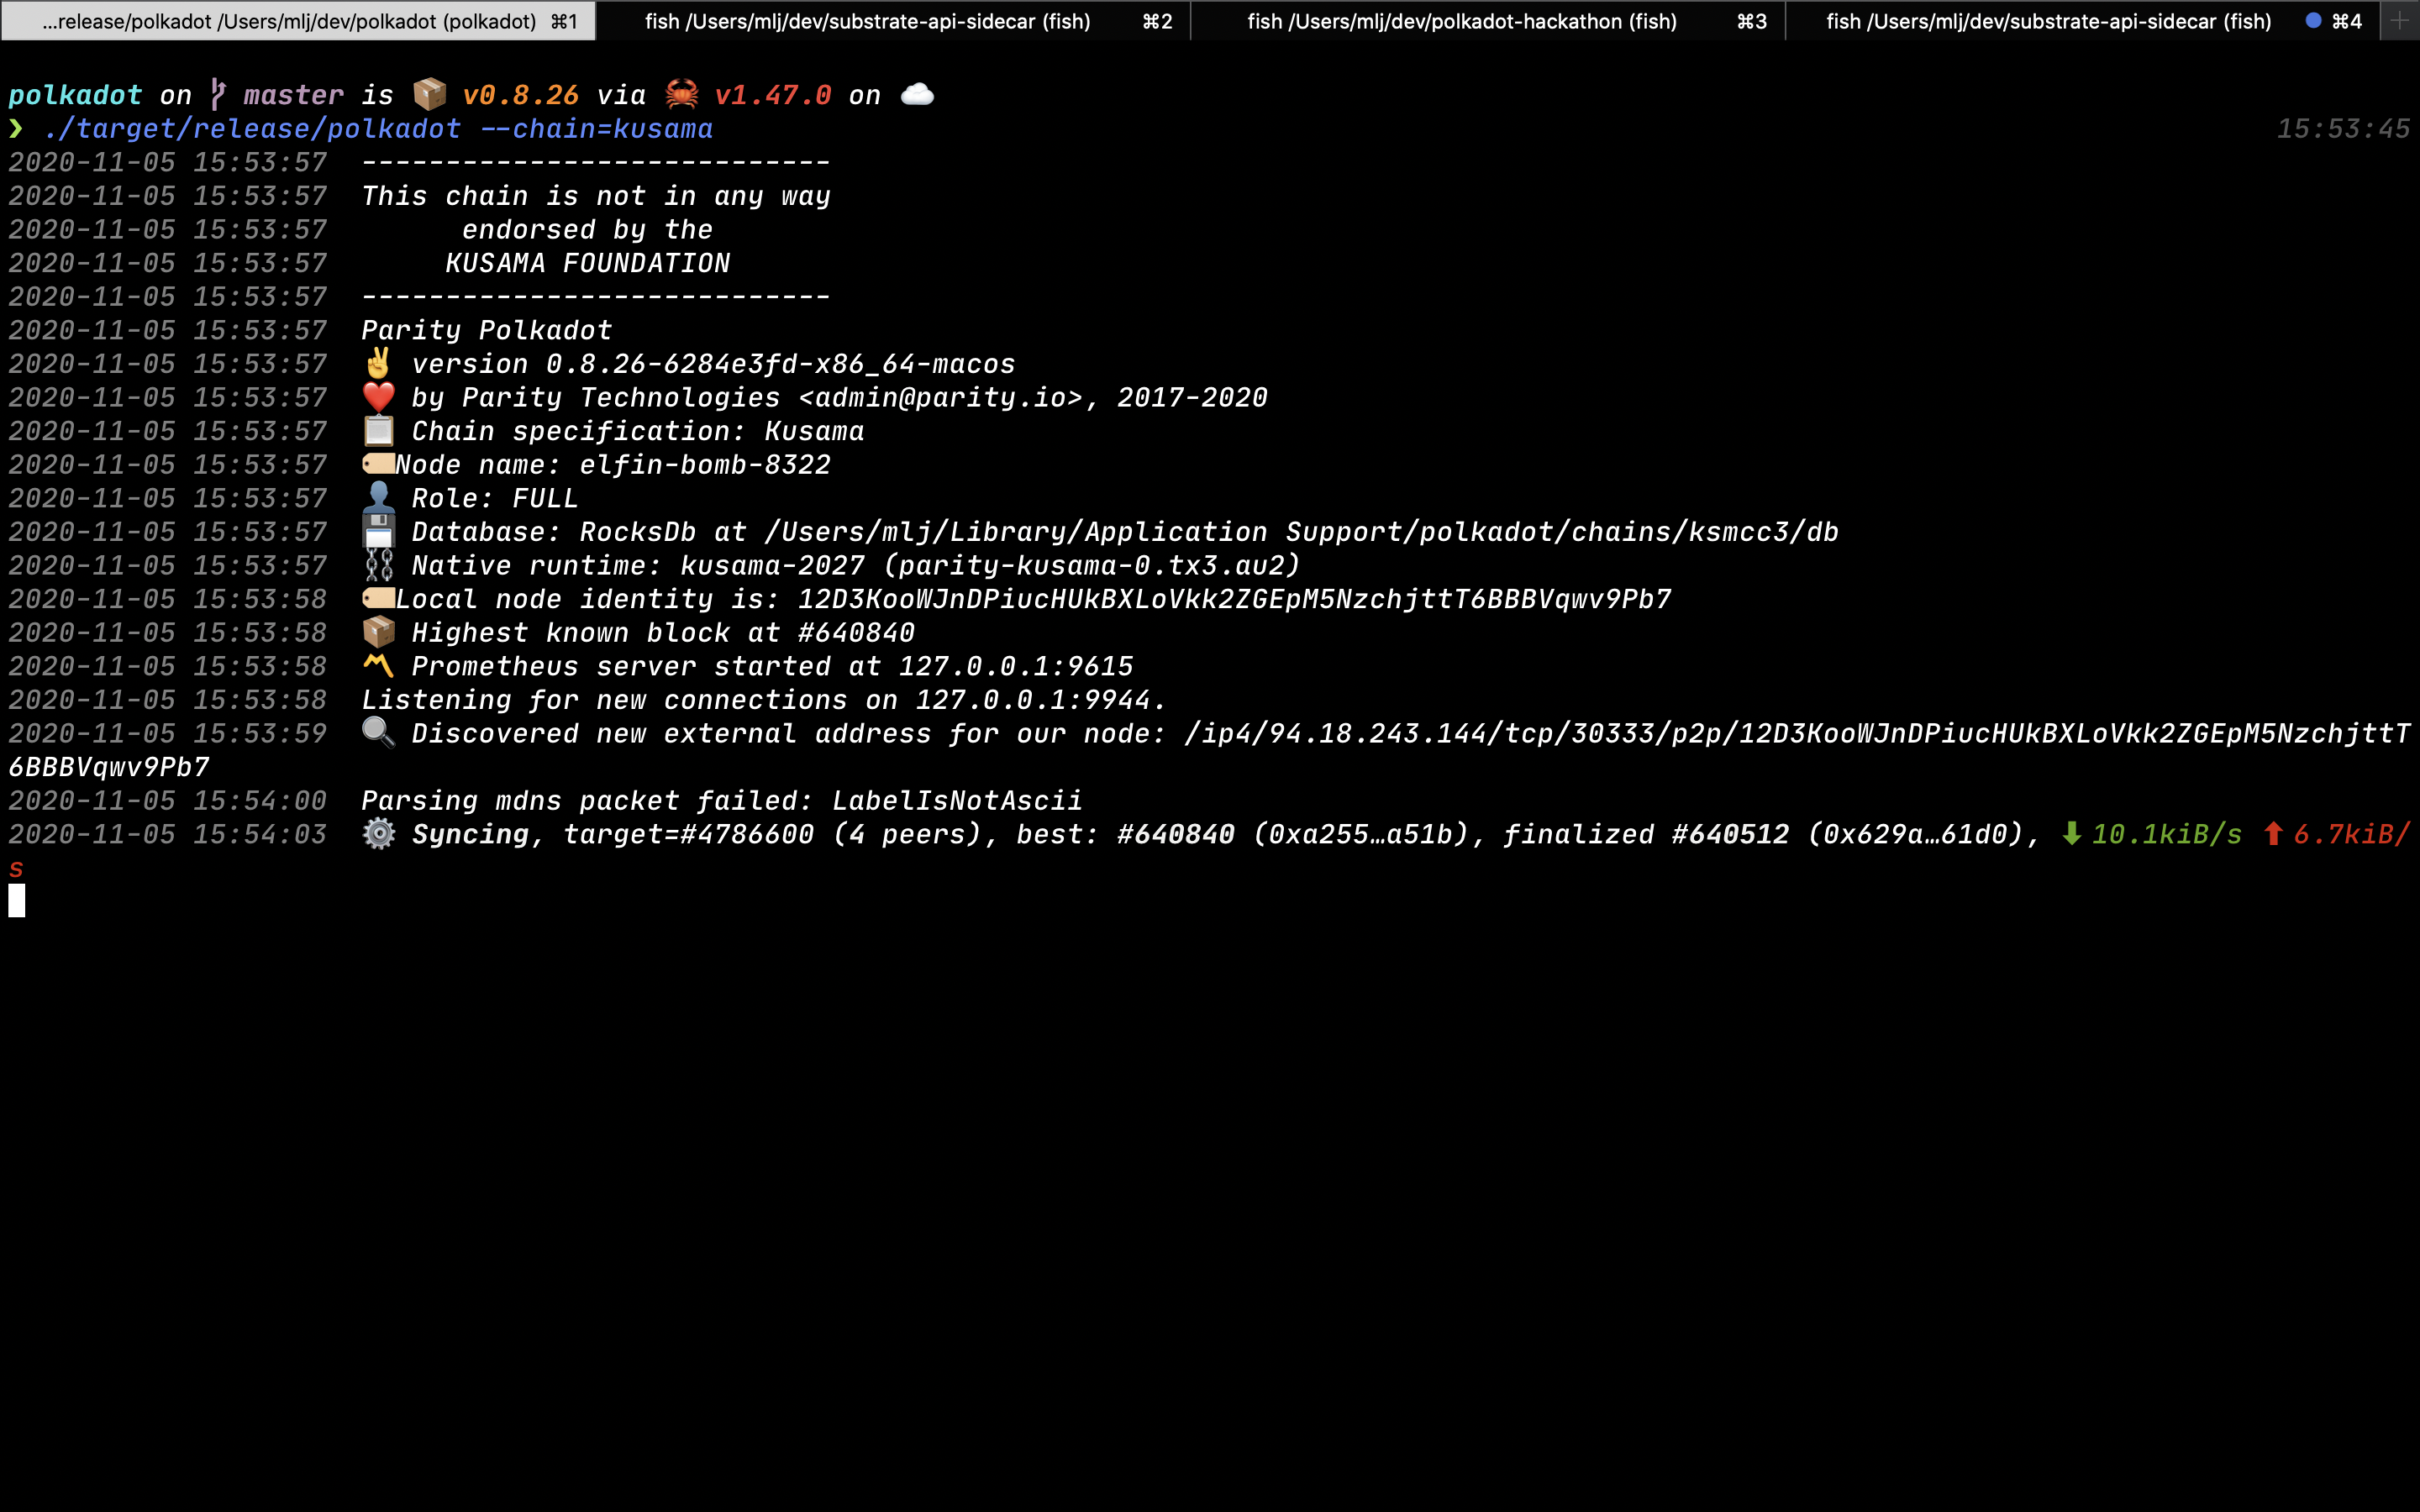 ...release/polkadot /Users/mlj/dev/polkadot (polkadot) ⌘1
fish /Users/mlj/dev/substrate-api-sidecar (fish) ⌘2
fish /Users/mlj/dev/polkadot-hackathon (fish) ⌘3
fish /Users/mlj/dev/substrate-api-sidecar (fish) ⌘4
polkadot on master is 📦 v0.8.26 via 🦀 v1.47.0 on ☁️
❯ ./target/release/polkadot --chain=kusama 15:53:45
2020-11-05 15:53:57 ----------------------------
2020-11-05 15:53:57 This chain is not in any way
2020-11-05 15:53:57 endorsed by the
2020-11-05 15:53:57 KUSAMA FOUNDATION
2020-11-05 15:53:57 ----------------------------
2020-11-05 15:53:57 Parity Polkadot
2020-11-05 15:53:57 ✌️ version 0.8.26-6284e3fd-x86_64-macos
2020-11-05 15:53:57 ❤️ by Parity Technologies <admin@parity.io>, 2017-2020
2020-11-05 15:53:57 📋 Chain specification: Kusama
2020-11-05 15:53:57 🏷Node name: elfin-bomb-8322
2020-11-05 15:53:57 👤 Role: FULL
2020-11-05 15:53:57 💾 Database: RocksDb at /Users/mlj/Library/Application Support/polkadot/chains/ksmcc3/db
2020-11-05 15:53:57 ⛓ Native runtime: kusama-2027 (parity-kusama-0.tx3.au2)
2020-11-05 15:53:58 🏷Local node identity is: 12D3KooWJnDPiucHUkBXLoVkk2ZGEpM5NzchjttT6BBBVqwv9Pb7
2020-11-05 15:53:58 📦 Highest known block at #640840
2020-11-05 15:53:58 〽️ Prometheus server started at 127.0.0.1:9615
2020-11-05 15:53:58 Listening for new connections on 127.0.0.1:9944.
2020-11-05 15:53:59 🔍 Discovered new external address for our node: /ip4/94.18.243.144/tcp/30333/p2p/12D3KooWJnDPiucHUkBXLoVkk2ZGEpM5NzchjttT
6BBBVqwv9Pb7
2020-11-05 15:54:00 Parsing mdns packet failed: LabelIsNotAscii
2020-11-05 15:54:03 ⚙️ Syncing, target=#4786600 (4 peers), best: #640840 (0xa255…a51b), finalized #640512 (0x629a…61d0), ⬇ 10.1kiB/s ⬆ 6.7kiB/
s